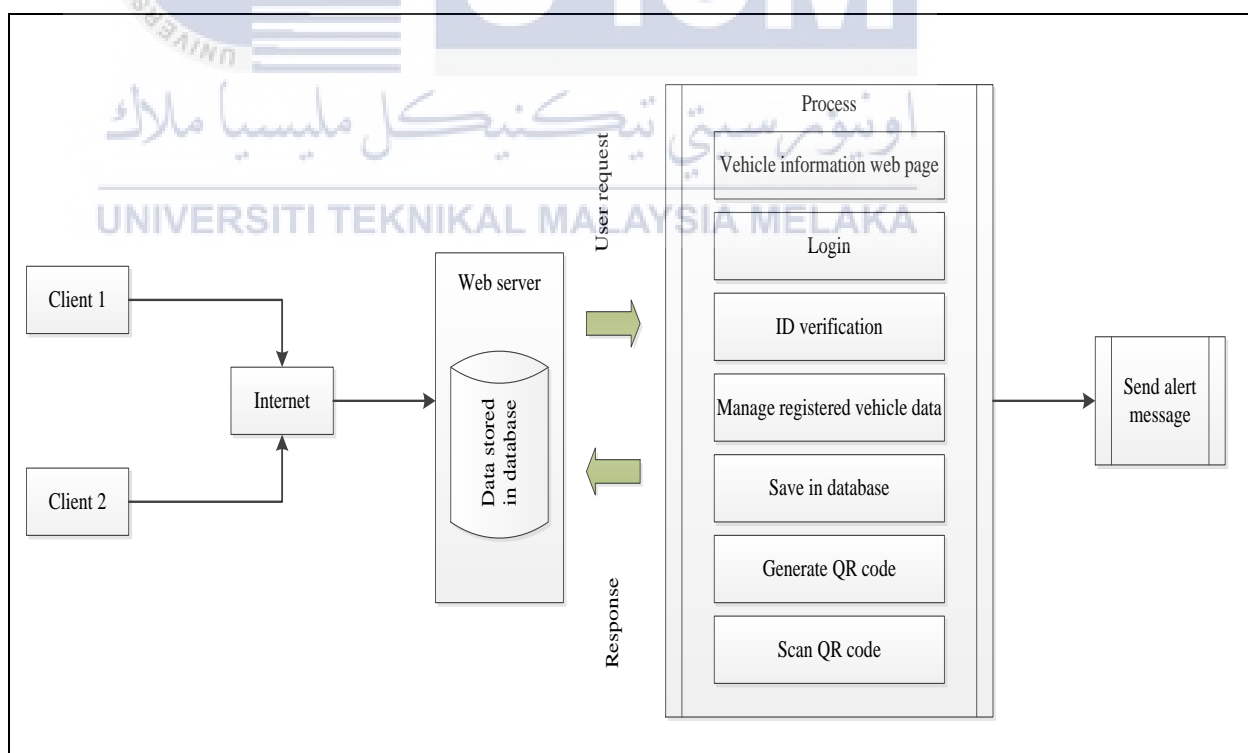 UNIVERS
اونيورسيتي تيكنيكل مليسيا ملاك
UNIVERSITI TEKNIKAL MALAYSIA MELAKA
Client 1
Client 2
Internet
Web server
Data stored
in database
User request
Response
Process
Vehicle information web page
Login
ID verification
Manage registered vehicle data
Save in database
Generate QR code
Scan QR code
Send alert
message